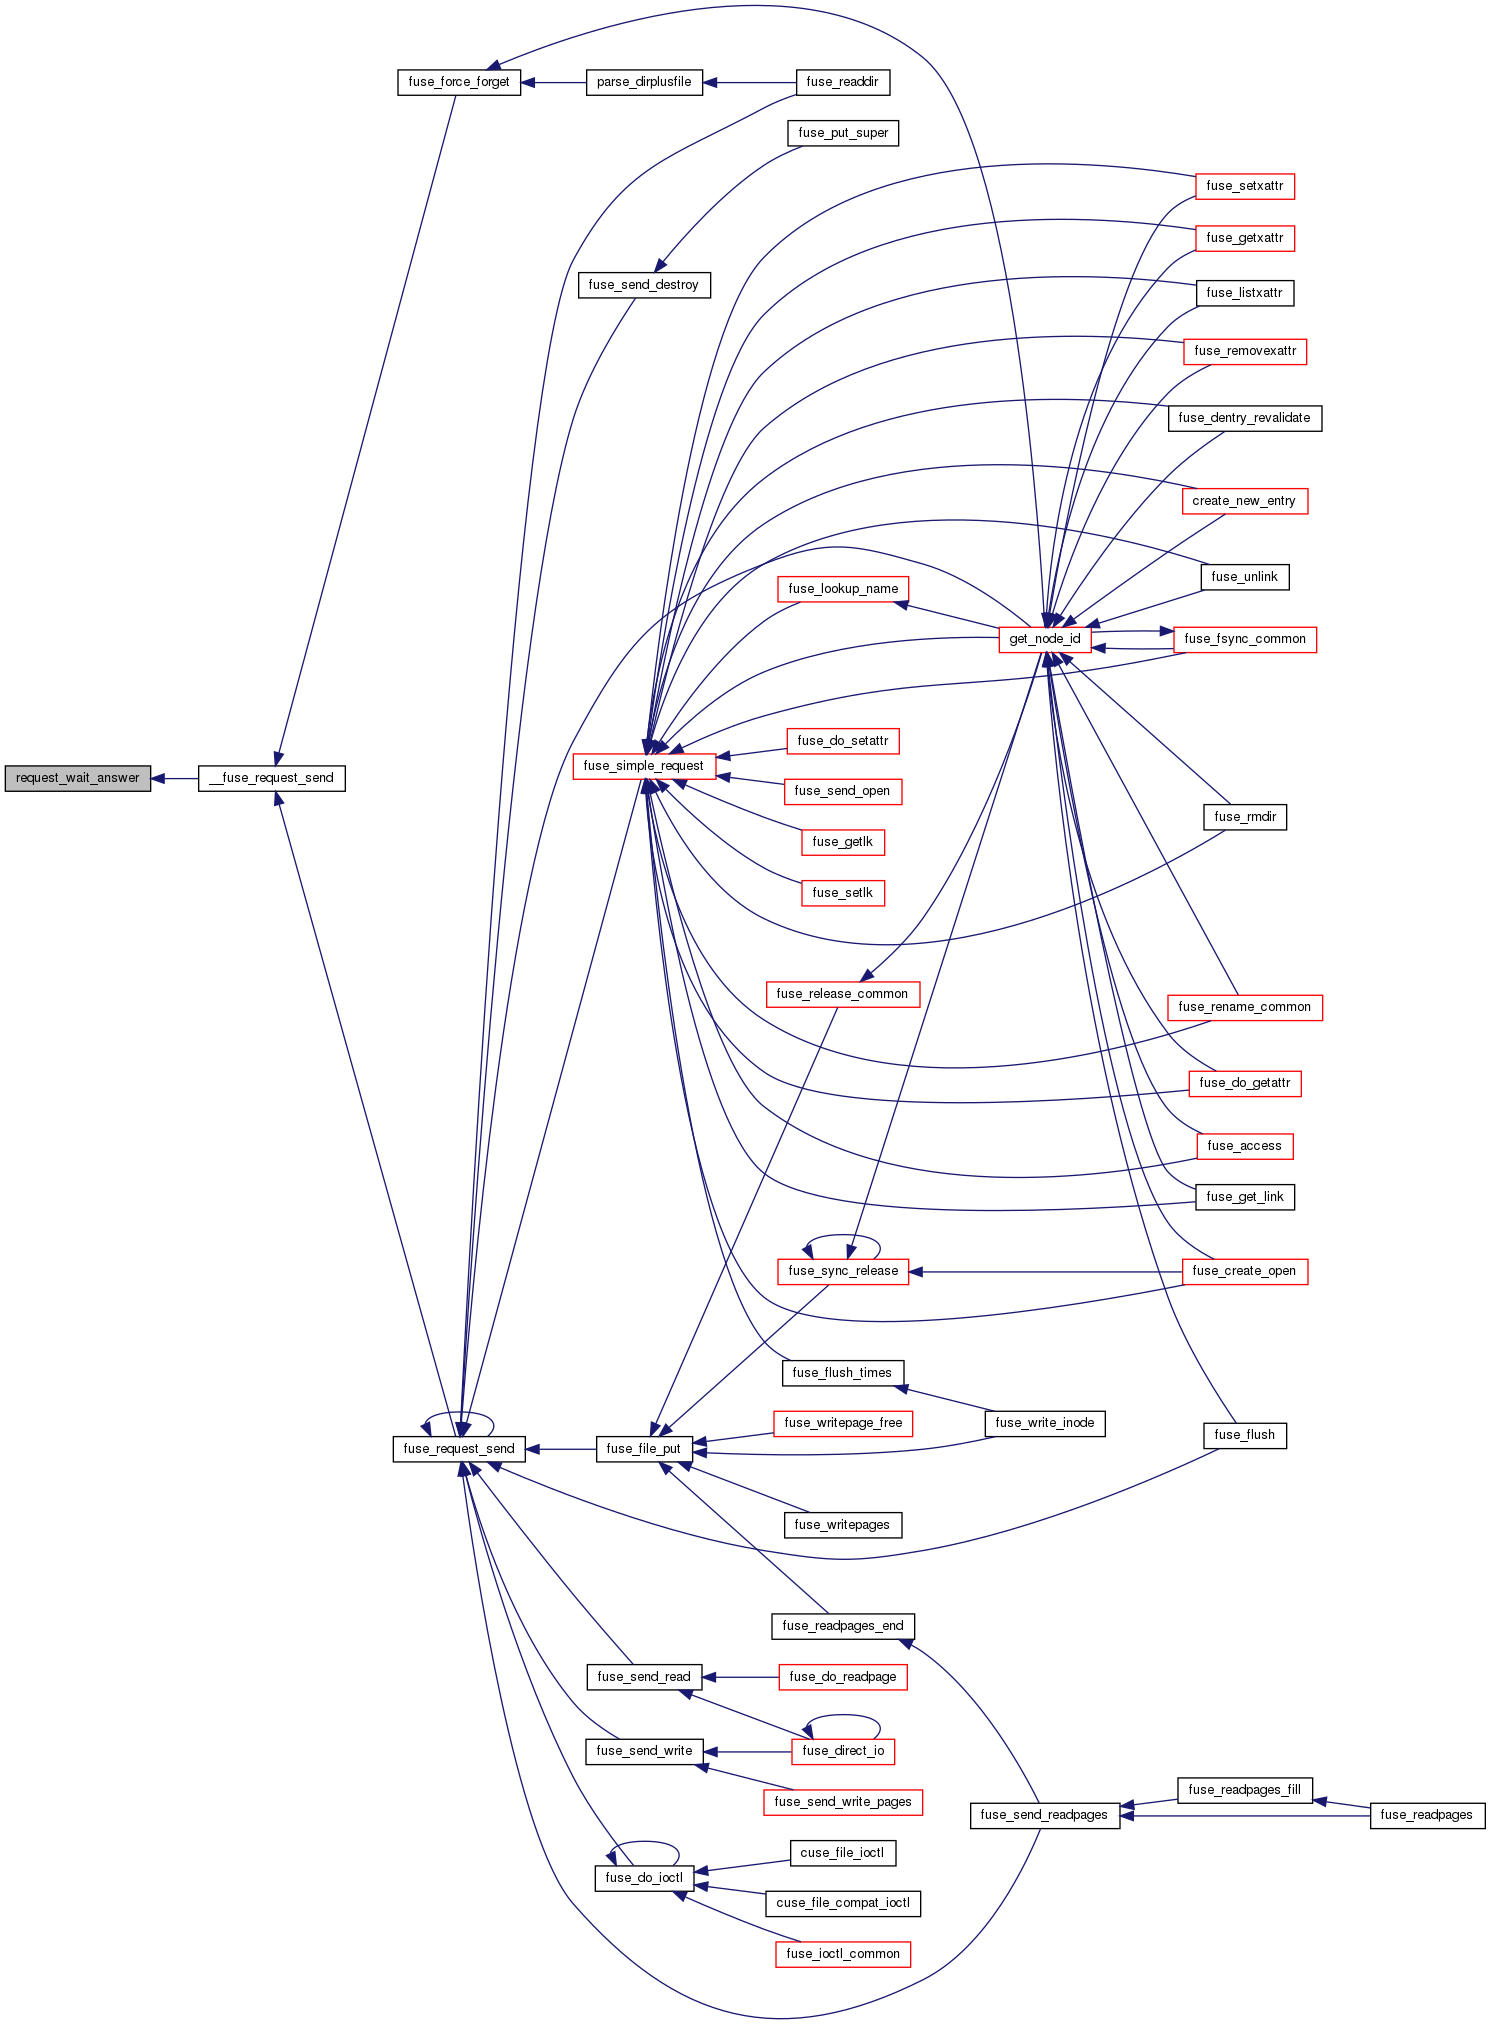 fuse_force_forget
parse_dirplusfile
fuse_readdir
fuse_put_super
fuse_setxattr
fuse_getxattr
fuse_send_destroy
fuse_listxattr
fuse_removexattr
fuse_dentry_revalidate
create_new_entry
fuse_unlink
fuse_lookup_name
get_node_id
fuse_fsync_common
fuse_do_setattr
fuse_simple_request
request_wait_answer
__fuse_request_send
fuse_send_open
fuse_rmdir
fuse_getlk
fuse_setlk
fuse_release_common
fuse_rename_common
fuse_do_getattr
fuse_access
fuse_get_link
fuse_sync_release
fuse_create_open
fuse_flush_times
fuse_writepage_free
fuse_write_inode
fuse_flush
fuse_request_send
fuse_file_put
fuse_writepages
fuse_readpages_end
fuse_send_read
fuse_do_readpage
fuse_send_write
fuse_direct_io
fuse_readpages_fill
fuse_send_write_pages
fuse_send_readpages
fuse_readpages
cuse_file_ioctl
fuse_do_ioctl
cuse_file_compat_ioctl
fuse_ioctl_common